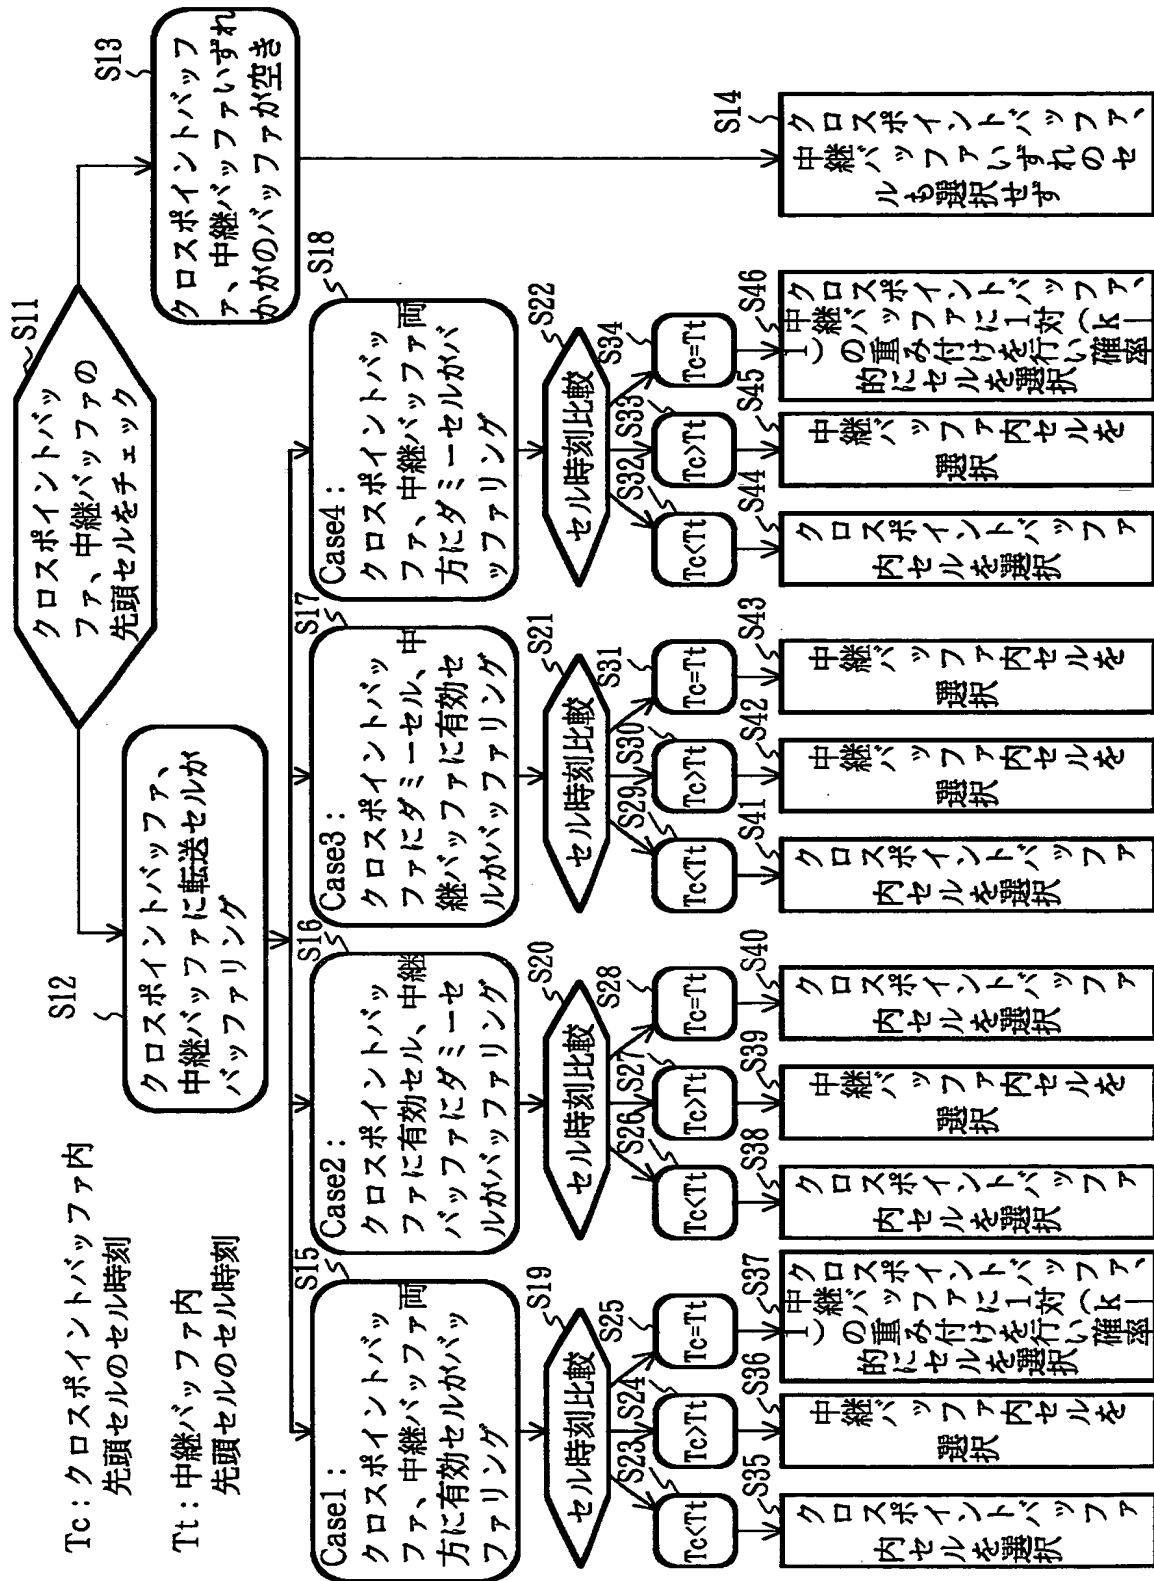 Tc：クロスポイントバッファ内
先頭セルのセル時刻
Tt：中継バッファ内
先頭セルのセル時刻
S11
クロスポイントバッ
ファ、中継バッファの
先頭セルをチェック
S12
クロスポイントバッファ、
中継バッファに転送セルが
バッファリング
S13
クロスポイントバッフ
ァ、中継バッファいずれ
かがのバッファが空き
S14
クロスポイントバッファ、
中継バッファいずれのセ
ルも選択せず
S15
Case1：
クロスポイントバッ
ファ、中継バッファ両
方に有効セルがバッ
ファリング
S16
Case2：
クロスポイントバッ
ファに有効セル、中継
バッファにダミーセ
ルがバッファリング
S17
Case3：
クロスポイントバッ
ファにダミーセル、中
継バッファに有効セ
ルがバッファリング
S18
Case4：
クロスポイントバッ
ファ、中継バッファ両
方にダミーセルがバ
ッファリング
S19
セル時刻比較
S20
セル時刻比較
S21
セル時刻比較
S22
セル時刻比較
S23
Tc<Tt
S24
Tc>Tt
S25
Tc=Tt
S26
Tc<Tt
S27
Tc>Tt
S28
Tc=Tt
S29
Tc<Tt
S30
Tc>Tt
S31
Tc=Tt
S32
Tc<Tt
S33
Tc>Tt
S34
Tc=Tt
S35
クロスポイントバッファ
内セルを選択
S36
中継バッファ内セルを
選択
S37
クロスポイントバッファ、
中継バッファに1対（k－
1）の重み付けを行い確率
的にセルを選択
S38
クロスポイントバッファ
内セルを選択
S39
中継バッファ内セルを
選択
S40
クロスポイントバッファ
内セルを選択
S41
クロスポイントバッファ
内セルを選択
S42
中継バッファ内セルを
選択
S43
中継バッファ内セルを
選択
S44
クロスポイントバッファ
内セルを選択
S45
中継バッファ内セルを
選択
S46
クロスポイントバッファ、
中継バッファに1対（k－
1）の重み付けを行い確率
的にセルを選択